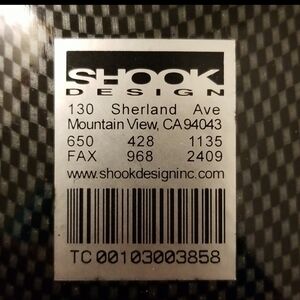 SHOOK
DESIGN
130 Sherland Ave
Mountain View, CA 94043
650 428 1135
FAX 968 2409
www.shookdesigninc.com
TC 00103003858